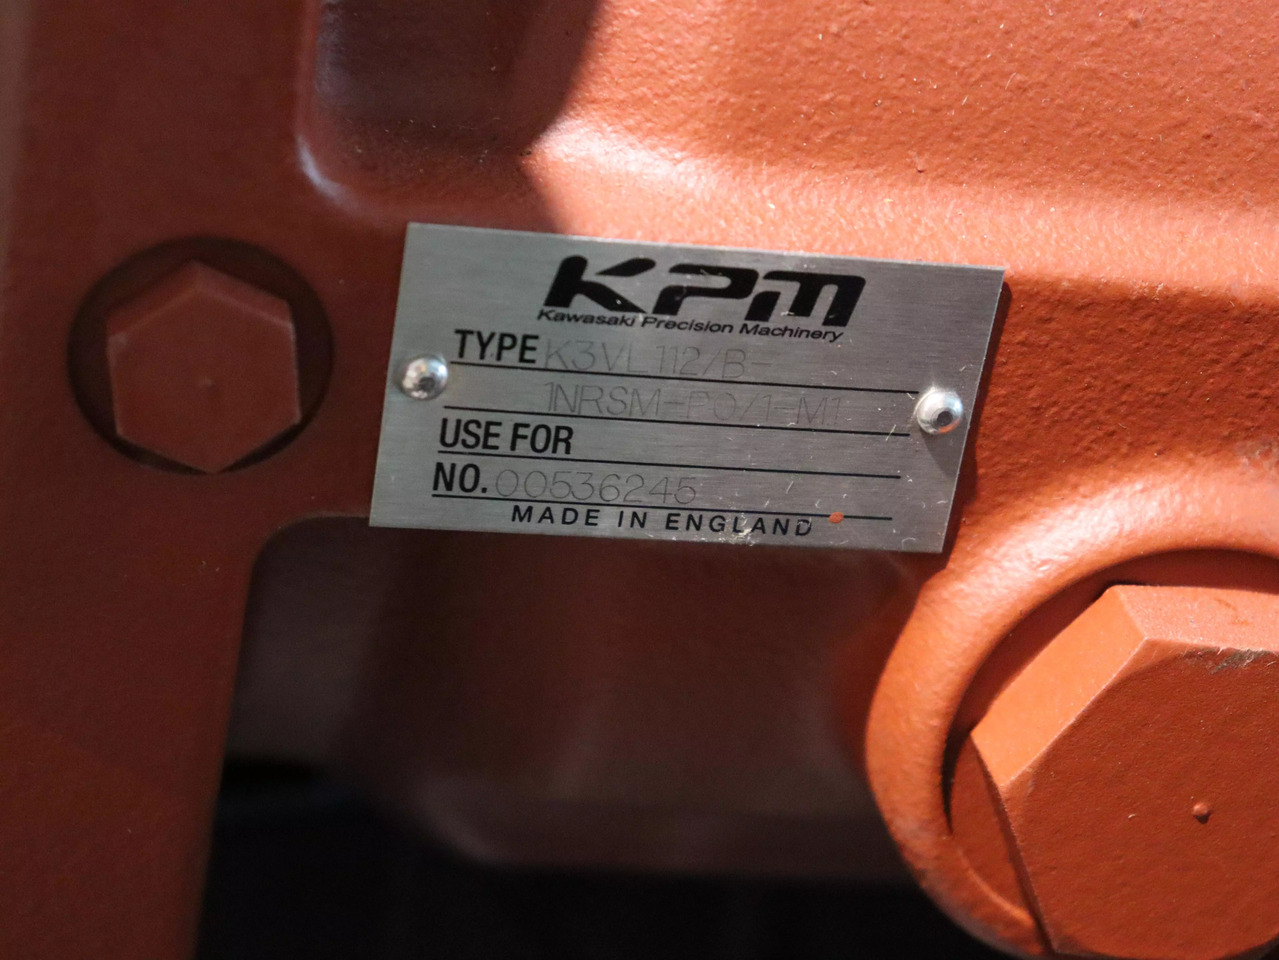 KPM
Kawasaki Precision Machinery
TYPE K3VL112/B-
1NRSM-P0/1-M1
USE FOR
NO. 00536245
MADE IN ENGLAND